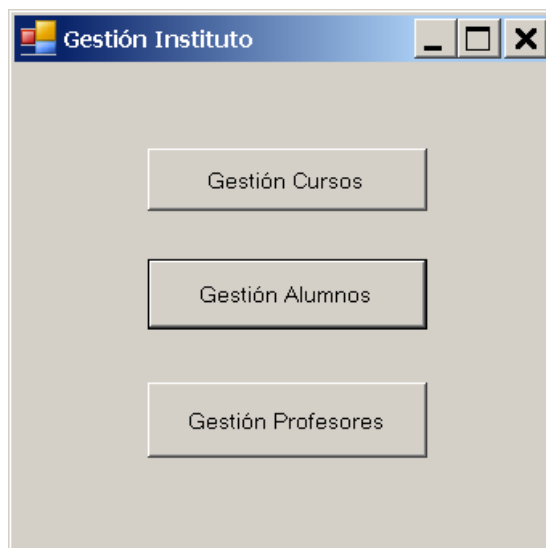 Gestión Instituto
Gestión Cursos
Gestión Alumnos
Gestión Profesores